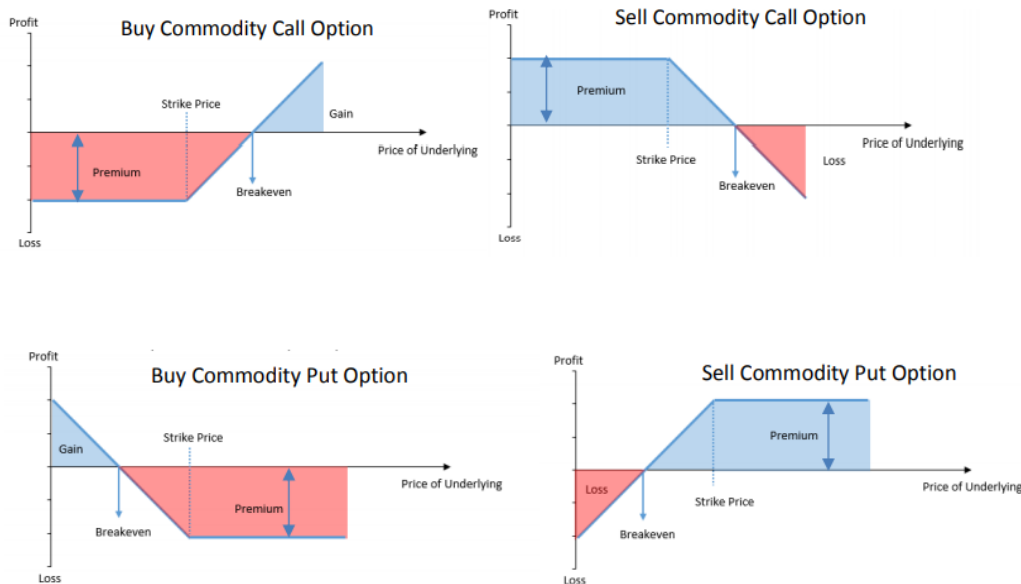 Profit
Buy Commodity Call Option
Strike Price
Gain
Price of Underlying
Premium
Breakeven
Loss
Profit
Sell Commodity Call Option
Premium
Price of Underlying
Strike Price
Loss
Breakeven
Loss
Profit
Buy Commodity Put Option
Strike Price
Gain
Price of Underlying
Premium
Breakeven
Loss
Profit
Sell Commodity Put Option
Premium
Price of Underlying
Loss
Strike Price
Breakeven
Loss